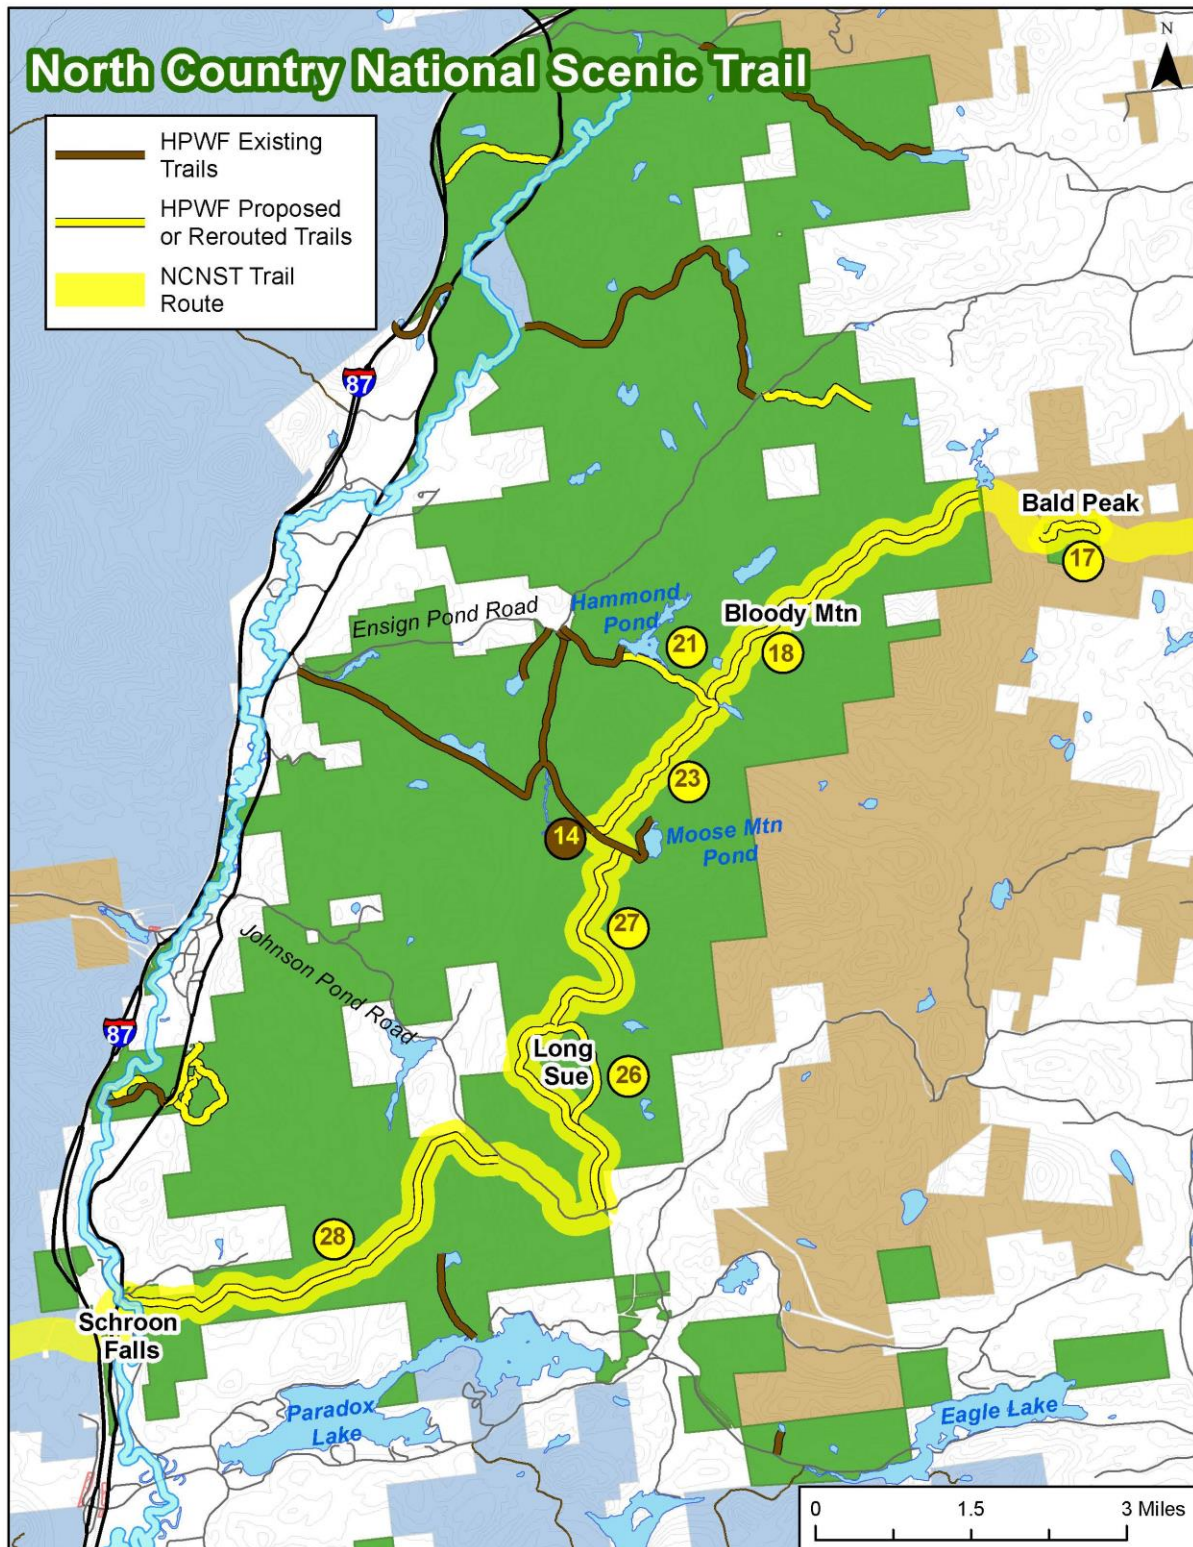 North Country National Scenic Trail
N
HPWF Existing
Trails
HPWF Proposed
or Rerouted Trails
NCNST Trail
Route
87
Bald Peak
17
Ensign Pond Road
Hammond
Pond
21
Bloody Mtn
18
23
14
Moose Mtn
Pond
27
Johnson Pond Road
87
Long
Sue
26
28
Schroon
Falls
Paradox
Lake
Eagle Lake
0
1.5
3 Miles